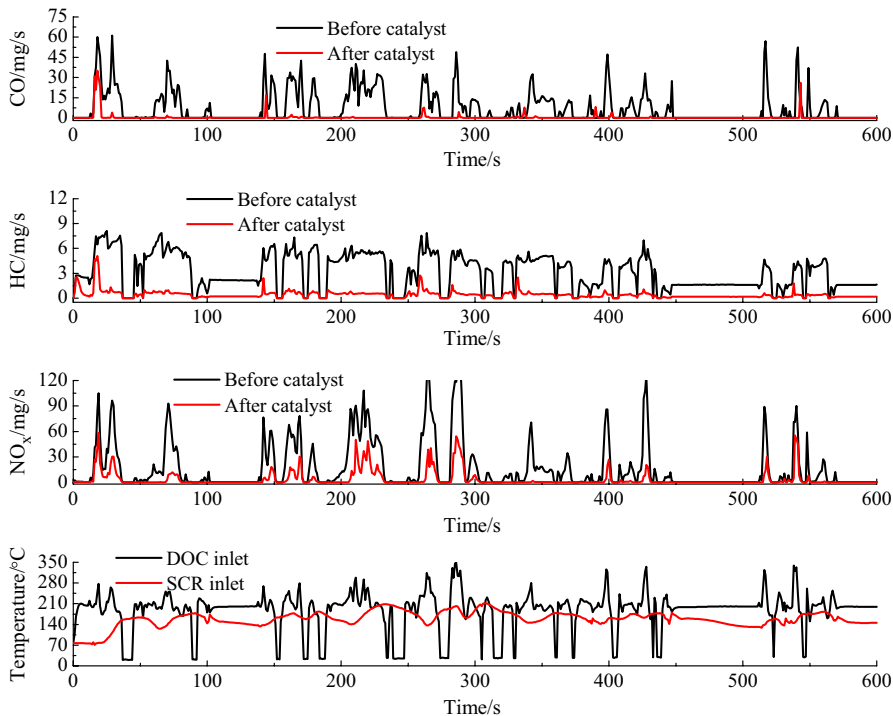 75
60
45
30
15
0
CO/mg/s
Before catalyst
After catalyst
0 100 200 300 400 500 600
Time/s
12
9
6
3
0
HC/mg/s
Before catalyst
After catalyst
0 100 200 300 400 500 600
Time/s
120
90
60
30
0
NOx/mg/s
Before catalyst
After catalyst
0 100 200 300 400 500 600
Time/s
350
280
210
140
70
0
Temperature/°C
DOC inlet
SCR inlet
0 100 200 300 400 500 600
Time/s